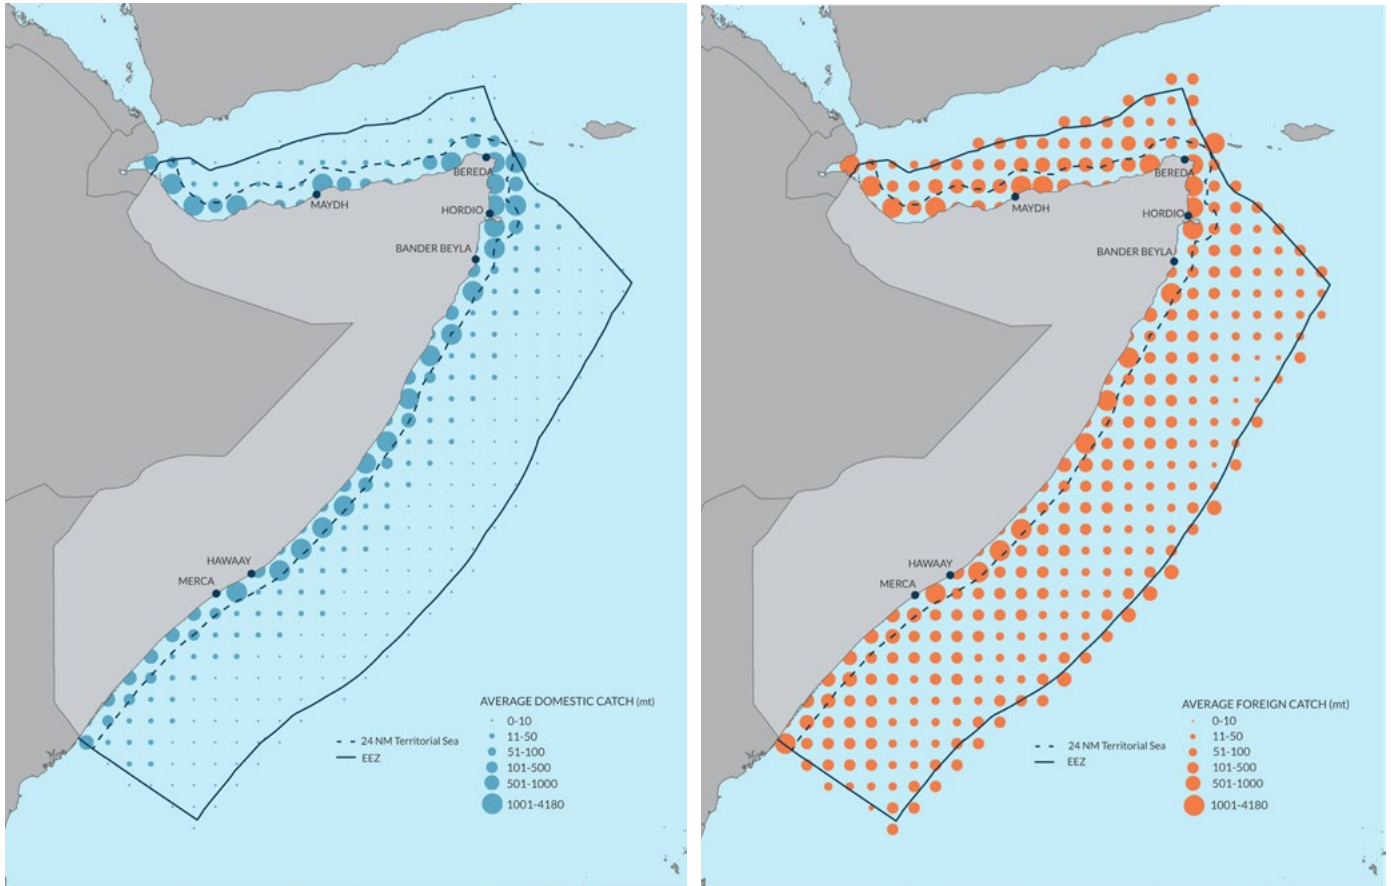 BEREDA
MAYDH
HORDIO
BANDER BEYLA
HAWAAY
MERCA
AVERAGE DOMESTIC CATCH (mt)
0-10
11-50
51-100
101-500
501-1000
1001-4180
24 NM Territorial Sea
EEZ
BEREDA
MAYDH
HORDIO
BANDER BEYLA
HAWAAY
MERCA
AVERAGE FOREIGN CATCH (mt)
0-10
11-50
51-100
101-500
501-1000
1001-4180
24 NM Territorial Sea
EEZ